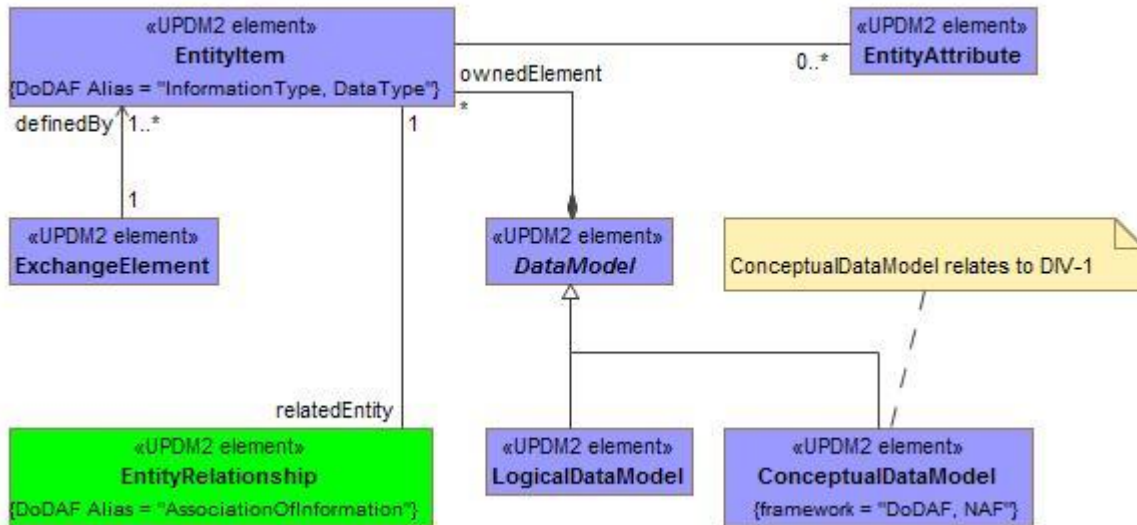 «UPDM2 element»
EntityItem
{DoDAF Alias = "InformationType, DataType"}
«UPDM2 element»
EntityAttribute
0..*
ownedElement
*
definedBy
1..*
1
1
«UPDM2 element»
ExchangeElement
«UPDM2 element»
DataModel
ConceptualDataModel relates to DIV-1
relatedEntity
«UPDM2 element»
EntityRelationship
{DoDAF Alias = "AssociationOfInformation"}
«UPDM2 element»
LogicalDataModel
«UPDM2 element»
ConceptualDataModel
{framework = "DoDAF, NAF"}